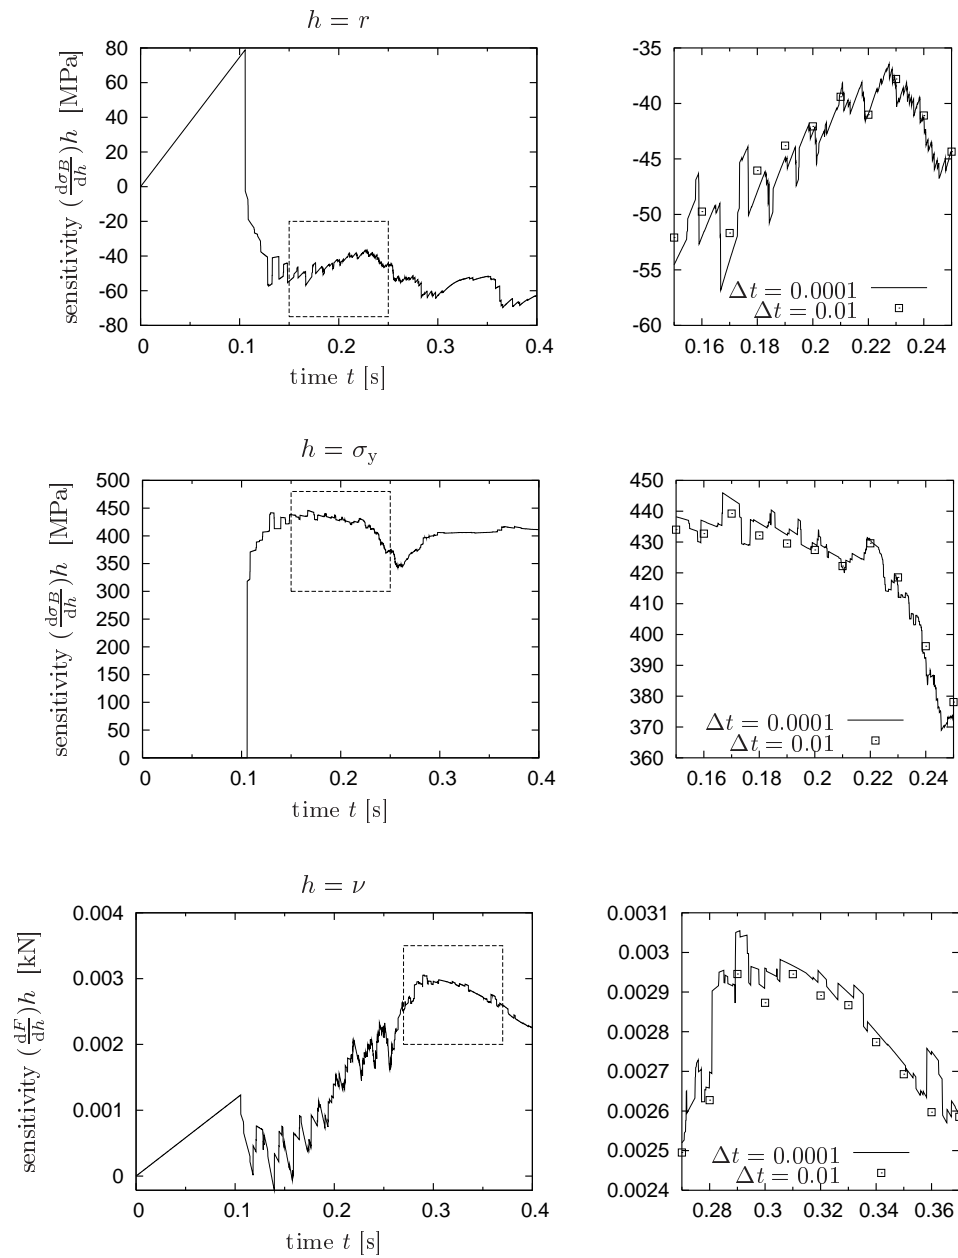 h = r
sensitivity (dσB/dh)h [MPa]
80
60
40
20
0
-20
-40
-60
-80
0 0.1 0.2 0.3 0.4
time t [s]
-35
-40
-45
-50
-55
-60
Δt = 0.0001
Δt = 0.01
0.16 0.18 0.2 0.22 0.24
h = σy
sensitivity (dσB/dh)h [MPa]
500
450
400
350
300
250
200
150
100
50
0
0 0.1 0.2 0.3 0.4
time t [s]
450
440
430
420
410
400
390
380
370
360
Δt = 0.0001
Δt = 0.01
0.16 0.18 0.2 0.22 0.24
h = ν
sensitivity (dF/dh)h [kN]
0.004
0.003
0.002
0.001
0
0 0.1 0.2 0.3 0.4
time t [s]
0.0031
0.003
0.0029
0.0028
0.0027
0.0026
0.0025
0.0024
Δt = 0.0001
Δt = 0.01
0.28 0.3 0.32 0.34 0.36